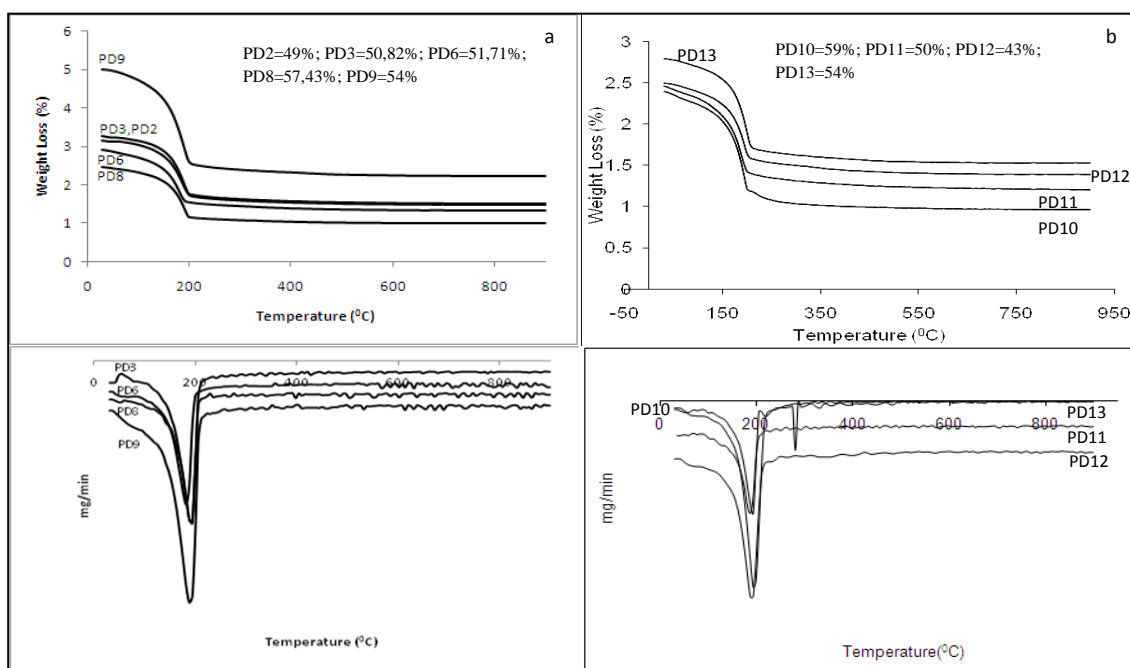 a
PD2=49%; PD3=50,82%; PD6=51,71%;
PD8=57,43%; PD9=54%
PD9
PD3,PD2
PD6
PD8
6
5
4
3
2
1
0
0 200 400 600 800
Weight Loss (%)
Temperature (⁰C)
b
PD10=59%; PD11=50%; PD12=43%;
PD13=54%
PD13
PD12
PD11
PD10
3
2.5
2
1.5
1
0.5
0
-50 150 350 550 750 950
Weight Loss (%)
Temperature (⁰C)
PD3
PD6
PD8
PD9
0 200 400 600 800
mg/min
Temperature (⁰C)
PD10
PD13
PD11
PD12
0 200 400 600 800
mg/min
Temperature(⁰C)